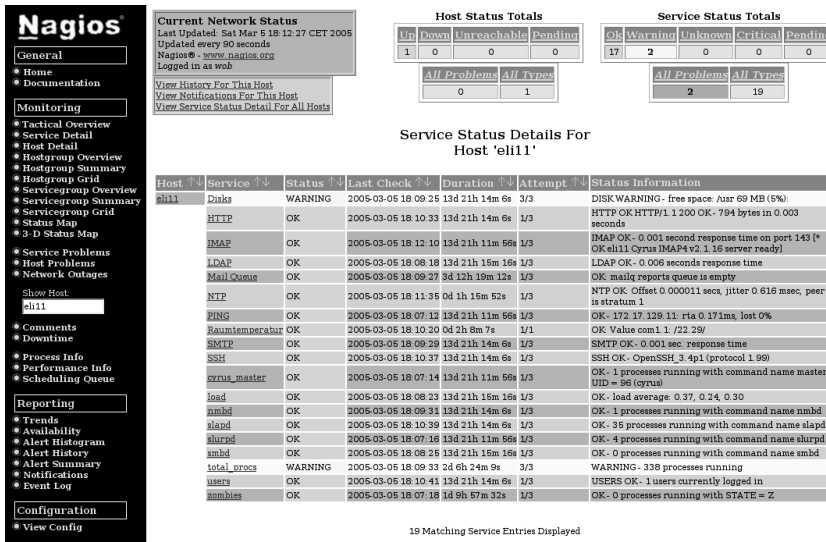 Nagios®
General
Home
Documentation
Monitoring
Tactical Overview
Service Detail
Host Detail
Hostgroup Overview
Hostgroup Summary
Hostgroup Grid
Servicegroup Overview
Servicegroup Summary
Servicegroup Grid
Status Map
3-D Status Map
Service Problems
Host Problems
Network Outages
Show Host:
eli11
Comments
Downtime
Process Info
Performance Info
Scheduling Queue
Reporting
Trends
Availability
Alert Histogram
Alert History
Alert Summary
Notifications
Event Log
Configuration
View Config
Current Network Status
Last Updated: Sat Mar 5 18:12:27 CET 2005
Updated every 90 seconds
Nagios® - www.nagios.org
Logged in as wob
View History For This Host
View Notifications For This Host
View Service Status Detail For All Hosts
Host Status Totals
Up Down Unreachable Pending
1 0 0 0
All Problems All Types
0 1
Service Status Totals
Ok Warning Unknown Critical Pending
17 2 0 0 0
All Problems All Types
2 19
Service Status Details For
Host 'eli11'
Host ↑↓ Service ↑↓ Status ↑↓ Last Check ↑↓ Duration ↑↓ Attempt ↑↓ Status Information
eli11 Disks WARNING 2005-03-05 18:09:25 13d 21h 14m 6s 3/3 DISK WARNING - free space: /usr 69 MB (5%):
HTTP OK 2005-03-05 18:10:33 13d 21h 14m 6s 1/3 HTTP OK HTTP/1.1 200 OK - 794 bytes in 0.003
seconds
IMAP OK 2005-03-05 18:12:10 13d 21h 11m 56s 1/3 IMAP OK - 0.001 second response time on port 143 [*
OK eli11 Cyrus IMAP4 v2.1.16 server ready]
LDAP OK 2005-03-05 18:08:18 13d 21h 15m 16s 1/3 LDAP OK - 0.006 seconds response time
Mail Queue OK 2005-03-05 18:09:27 3d 12h 19m 12s 1/3 OK: mailq reports queue is empty
NTP OK 2005-03-05 18:11:35 0d 1h 15m 52s 1/3 NTP OK: Offset 0.000011 secs, jitter 0.616 msec, peer
is stratum 1
PING OK 2005-03-05 18:07:12 13d 21h 11m 56s 1/3 OK - 172.17.129.11: rta 0.171ms, lost 0%
Raumtemperatur OK 2005-03-05 18:10:20 0d 2h 8m 7s 1/1 OK: Value com1.1: /22.29/
SMTP OK 2005-03-05 18:09:29 13d 21h 14m 6s 1/3 SMTP OK - 0.001 sec. response time
SSH OK 2005-03-05 18:10:37 13d 21h 14m 6s 1/3 SSH OK - OpenSSH_3.4p1 (protocol 1.99)
cyrus_master OK 2005-03-05 18:07:14 13d 21h 11m 56s 1/3 OK - 1 processes running with command name master
UID = 96 (cyrus)
load OK 2005-03-05 18:08:23 13d 21h 15m 16s 1/3 OK - load average: 0.37, 0.24, 0.30
nmbd OK 2005-03-05 18:09:31 13d 21h 14m 6s 1/3 OK - 1 processes running with command name nmbd
slapd OK 2005-03-05 18:10:39 13d 21h 14m 6s 1/3 OK - 35 processes running with command name slapd
slurpd OK 2005-03-05 18:07:16 13d 21h 11m 56s 1/3 OK - 4 processes running with command name slurpd
smbd OK 2005-03-05 18:08:25 13d 21h 15m 16s 1/3 OK - 0 processes running with command name smbd
total_procs WARNING 2005-03-05 18:09:33 2d 6h 24m 9s 3/3 WARNING - 338 processes running
users OK 2005-03-05 18:10:41 13d 21h 14m 6s 1/3 USERS OK - 1 users currently logged in
zombies OK 2005-03-05 18:07:18 1d 9h 57m 32s 1/3 OK - 0 processes running with STATE = Z
19 Matching Service Entries Displayed